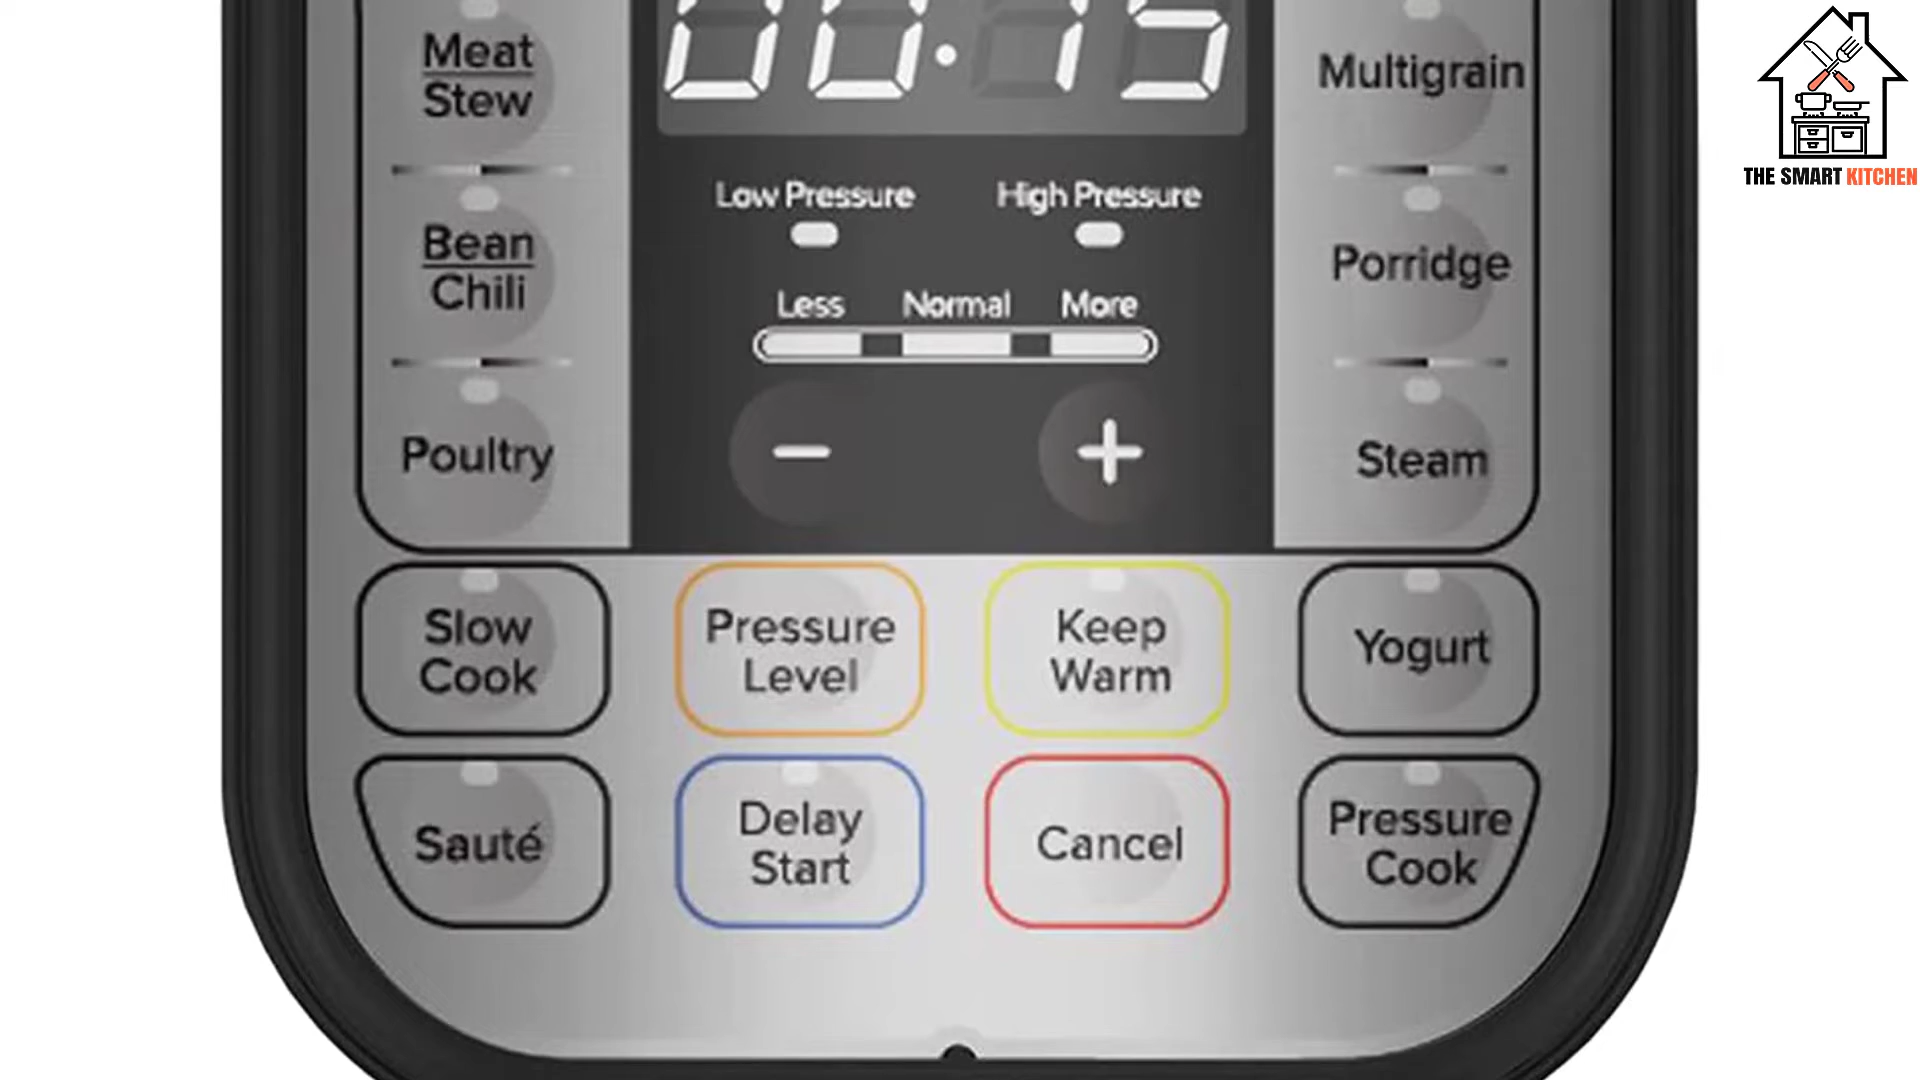 00:15
Meat
Stew
Multigrain
THE SMART KITCHEN
Low Pressure High Pressure
Bean
Chili
Porridge
Less Normal More
Poultry
− +
Steam
Slow
Cook
Pressure
Level
Keep
Warm
Yogurt
Sauté
Delay
Start
Cancel
Pressure
Cook